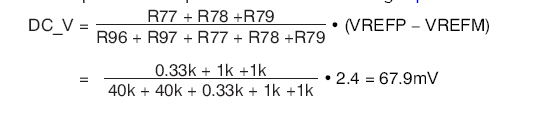 DC_V = R77 + R78 +R79 / R96 + R97 + R77 + R78 +R79 • (VREFP – VREFM)
= 0.33k + 1k +1k / 40k + 40k + 0.33k + 1k +1k • 2.4 = 67.9mV